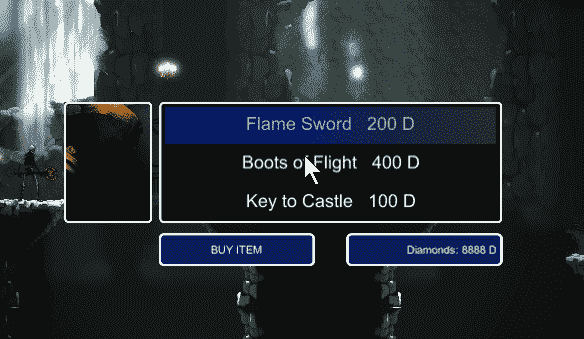 Flame Sword 200 D
Boots of Flight 400 D
Key to Castle 100 D
BUY ITEM
Diamonds: 8888 D